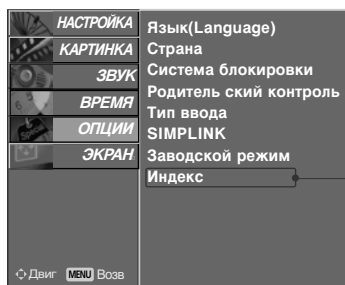 НАСТРОЙКА
КАРТИНКА
ЗВУК
ВРЕМЯ
ОПЦИИ
ЭКРАН
Язык(Language)
Страна
Система блокировки
Родитель ский контроль
Тип ввода
SIMPLINK
Заводской режим
Индекс
Двиг MENU Возв